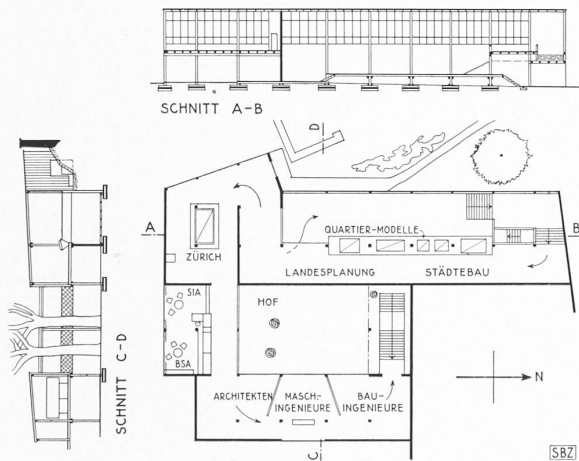 SCHNITT A-B
D
A
B
ZÜRICH
QUARTIER-MODELLE
LANDESPLANUNG STÄDTEBAU
SIA
HOF
BSA
SCHNITT C-D
N
ARCHITEKTEN
MASCH.-
INGENIEURE
BAU-
INGENIEURE
C
SBZ